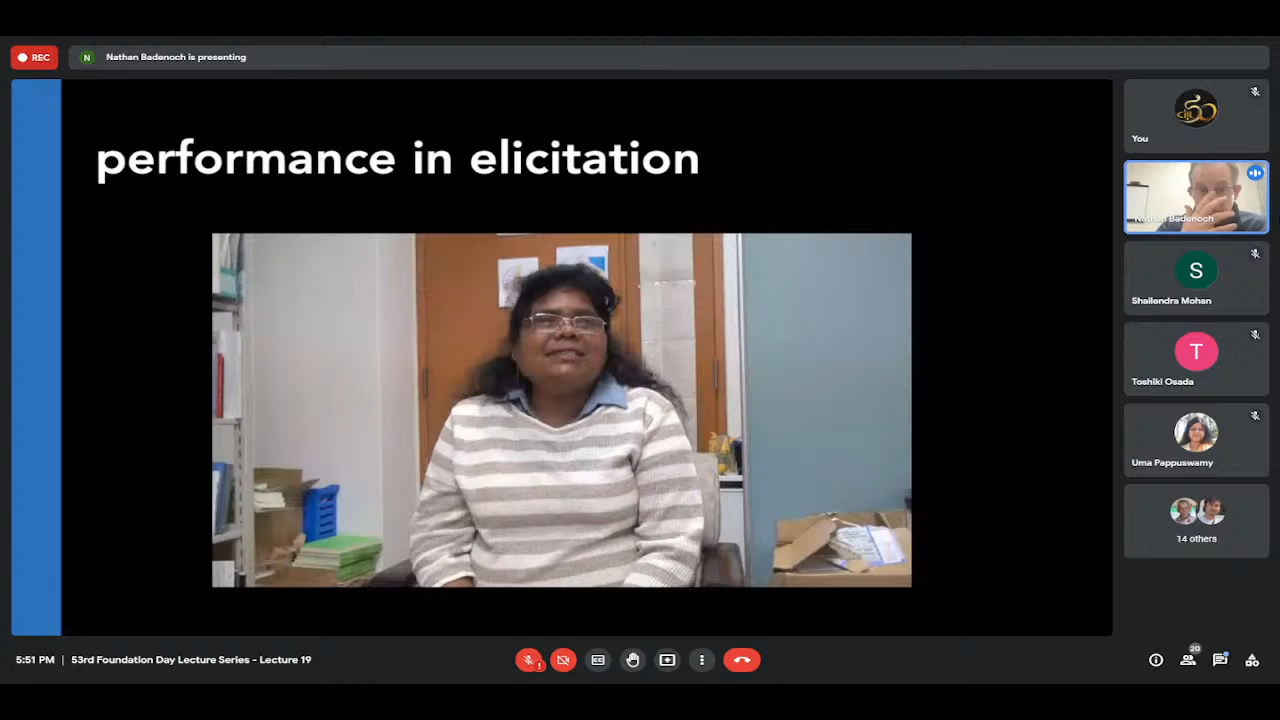 REC
N
Nathan Badenoch is presenting
performance in elicitation
You
Nathan Badenoch
S
Shailendra Mohan
T
Toshiki Osada
Uma Pappuswamy
14 others
5:51 PM | 53rd Foundation Day Lecture Series - Lecture 19
20